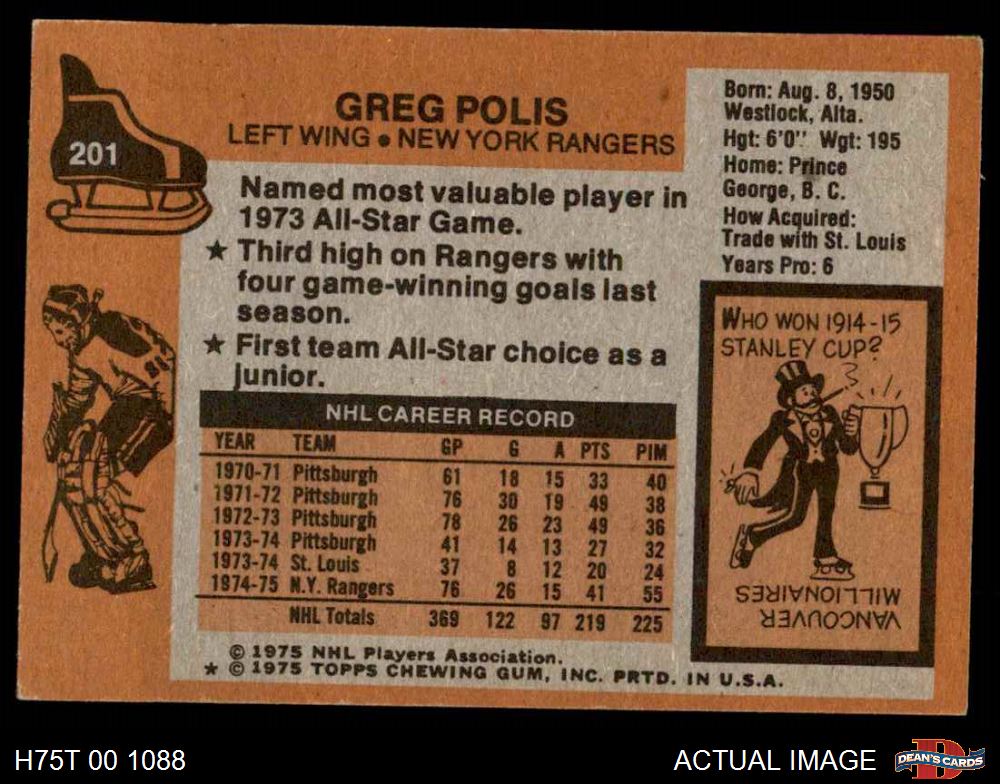 201
GREG POLIS
LEFT WING • NEW YORK RANGERS
Named most valuable player in
1973 All-Star Game.
★ Third high on Rangers with
four game-winning goals last
season.
★ First team All-Star choice as a
junior.
Born: Aug. 8, 1950
Westlock, Alta.
Hgt: 6'0" Wgt: 195
Home: Prince
George, B. C.
How Acquired:
Trade with St. Louis
Years Pro: 6
NHL CAREER RECORD
YEAR TEAM GP G A PTS PIM
1970-71 Pittsburgh 61 18 15 33 40
1971-72 Pittsburgh 76 30 19 49 38
1972-73 Pittsburgh 78 26 23 49 36
1973-74 Pittsburgh 41 14 13 27 32
1973-74 St. Louis 37 8 12 20 24
1974-75 N.Y. Rangers 76 26 15 41 55
NHL Totals 369 122 97 219 225
WHO WON 1914-15
STANLEY CUP?
VANCOUVER
MILLIONAIRES
© 1975 NHL Players Association.
★ © 1975 TOPPS CHEWING GUM, INC. PRTD. IN U.S.A.
H75T 00 1088
ACTUAL IMAGE
D
DEAN'S CARDS